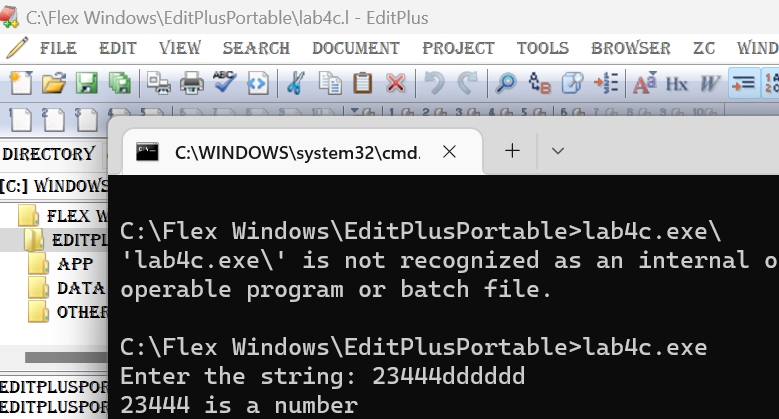 C:\Flex Windows\EditPlusPortable\lab4c.l - EditPlus
FILE EDIT VIEW SEARCH DOCUMENT PROJECT TOOLS BROWSER ZC WIND
DIRECTORY
C:\WINDOWS\system32\cmd.
[C:] WINDOWS
FLEX W
EDITPL
APP
DATA
OTHER
C:\Flex Windows\EditPlusPortable>lab4c.exe\
'lab4c.exe\' is not recognized as an internal o
operable program or batch file.
C:\Flex Windows\EditPlusPortable>lab4c.exe
Enter the string: 23444dddddd
23444 is a number
EDITPLUSPOR
EDITPLUSPOR